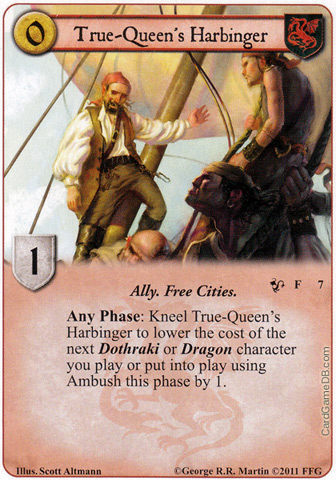 0
True-Queen's Harbinger
1
Ally. Free Cities.
F 7
Any Phase: Kneel True-Queen's
Harbinger to lower the cost of the
next Dothraki or Dragon character
you play or put into play using
Ambush this phase by 1.
Illus. Scott Altmann
©George R.R. Martin ©2011 FFG
CardGameDB.com